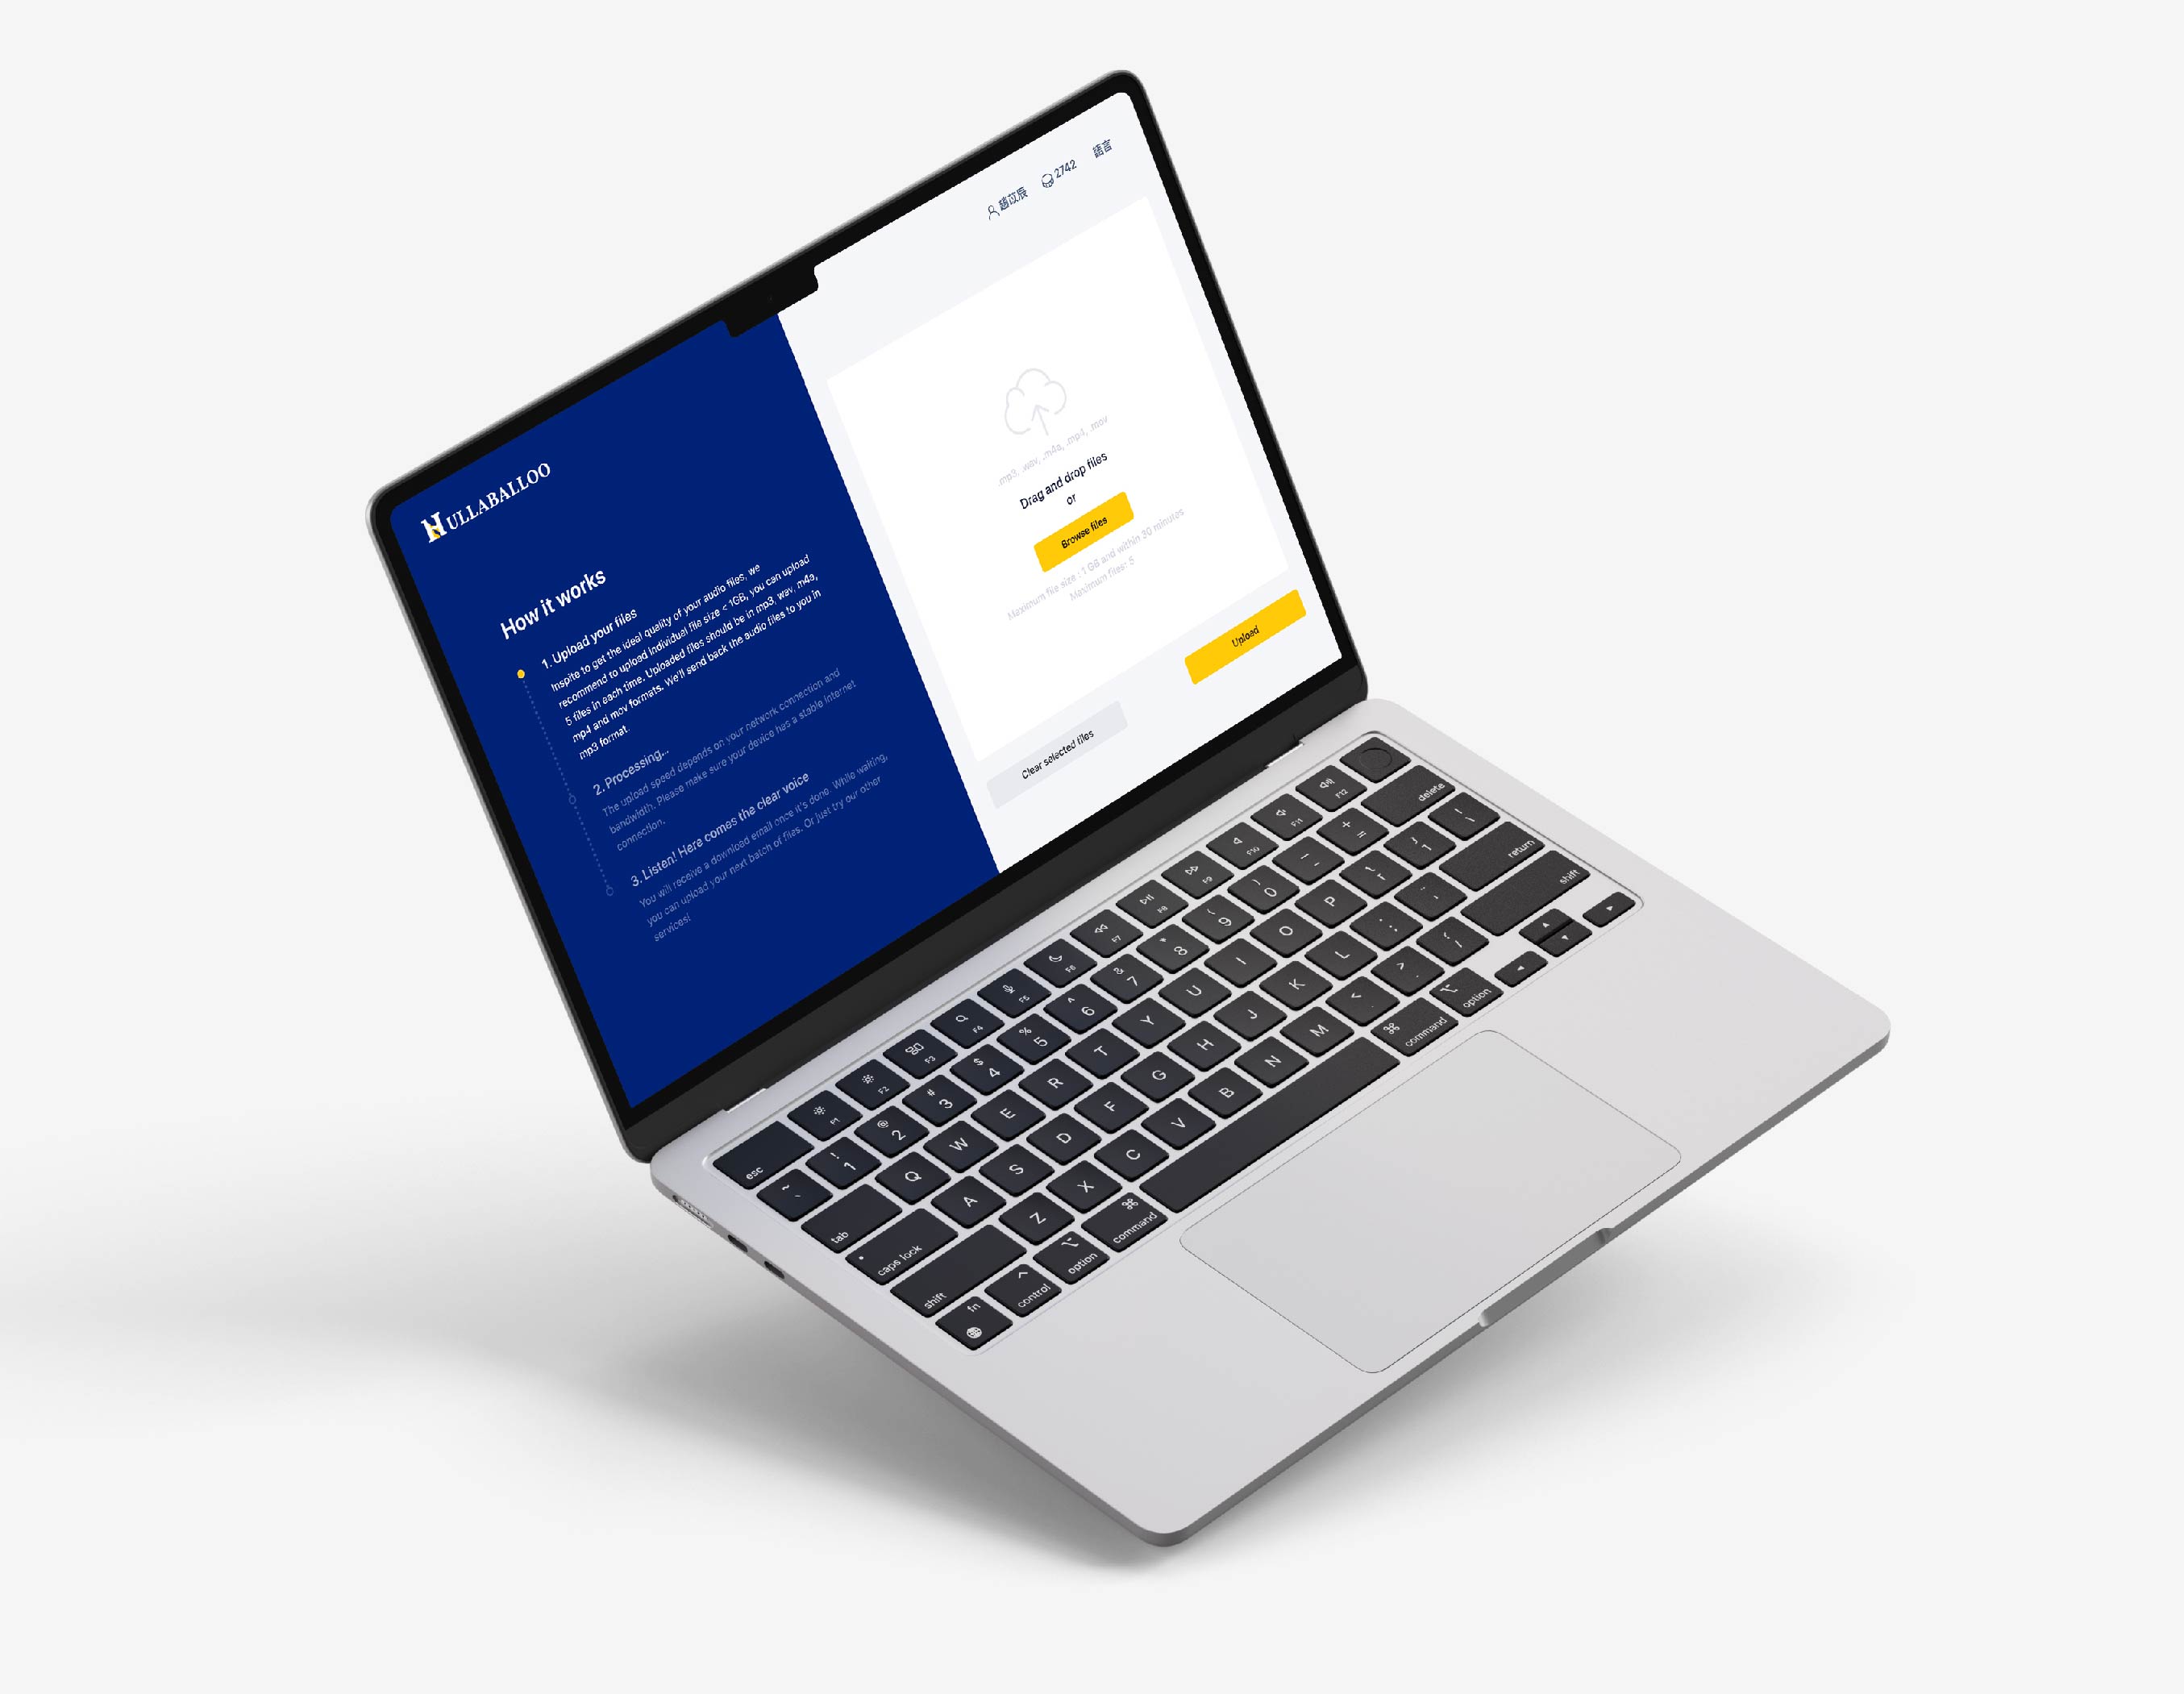 HULLABALLOO
How it works
1. Upload your files
Inspite to get the ideal quality of your audio files, we
recommend to upload individual file size < 1GB, you can upload
5 files in each time. Uploaded files should be in mp3, wav, m4a,
mp4 and mov formats. We'll send back the audio files to you in
mp3 format.
2. Processing...
The upload speed depends on your network connection and
bandwidth. Please make sure your device has a stable Internet
connection.
3. Listen! Here comes the clear voice
You will receive a download email once it's done. While waiting,
you can upload your next batch of files. Or just try our other
services!
2742
語言
.mp3, .wav, .m4a, .mp4, .mov
Drag and drop files
or
Browse files
Maximum file size : 1 GB and within 90 minutes
Maximum files: 5
Clear selected files
Upload
esc F1 F2 F3 F4 F5 F6 F7 F8 F9 F10 F11 F12
~ ` ! 1 @ 2 # 3 $ 4 % 5 ^ 6 & 7 * 8 ( 9 ) 0 _ - + = delete
tab Q W E R T Y U I O P
caps lock A S D F G H J K L : ; return
shift Z X C V B N M < , > . shift
fn control option command command option